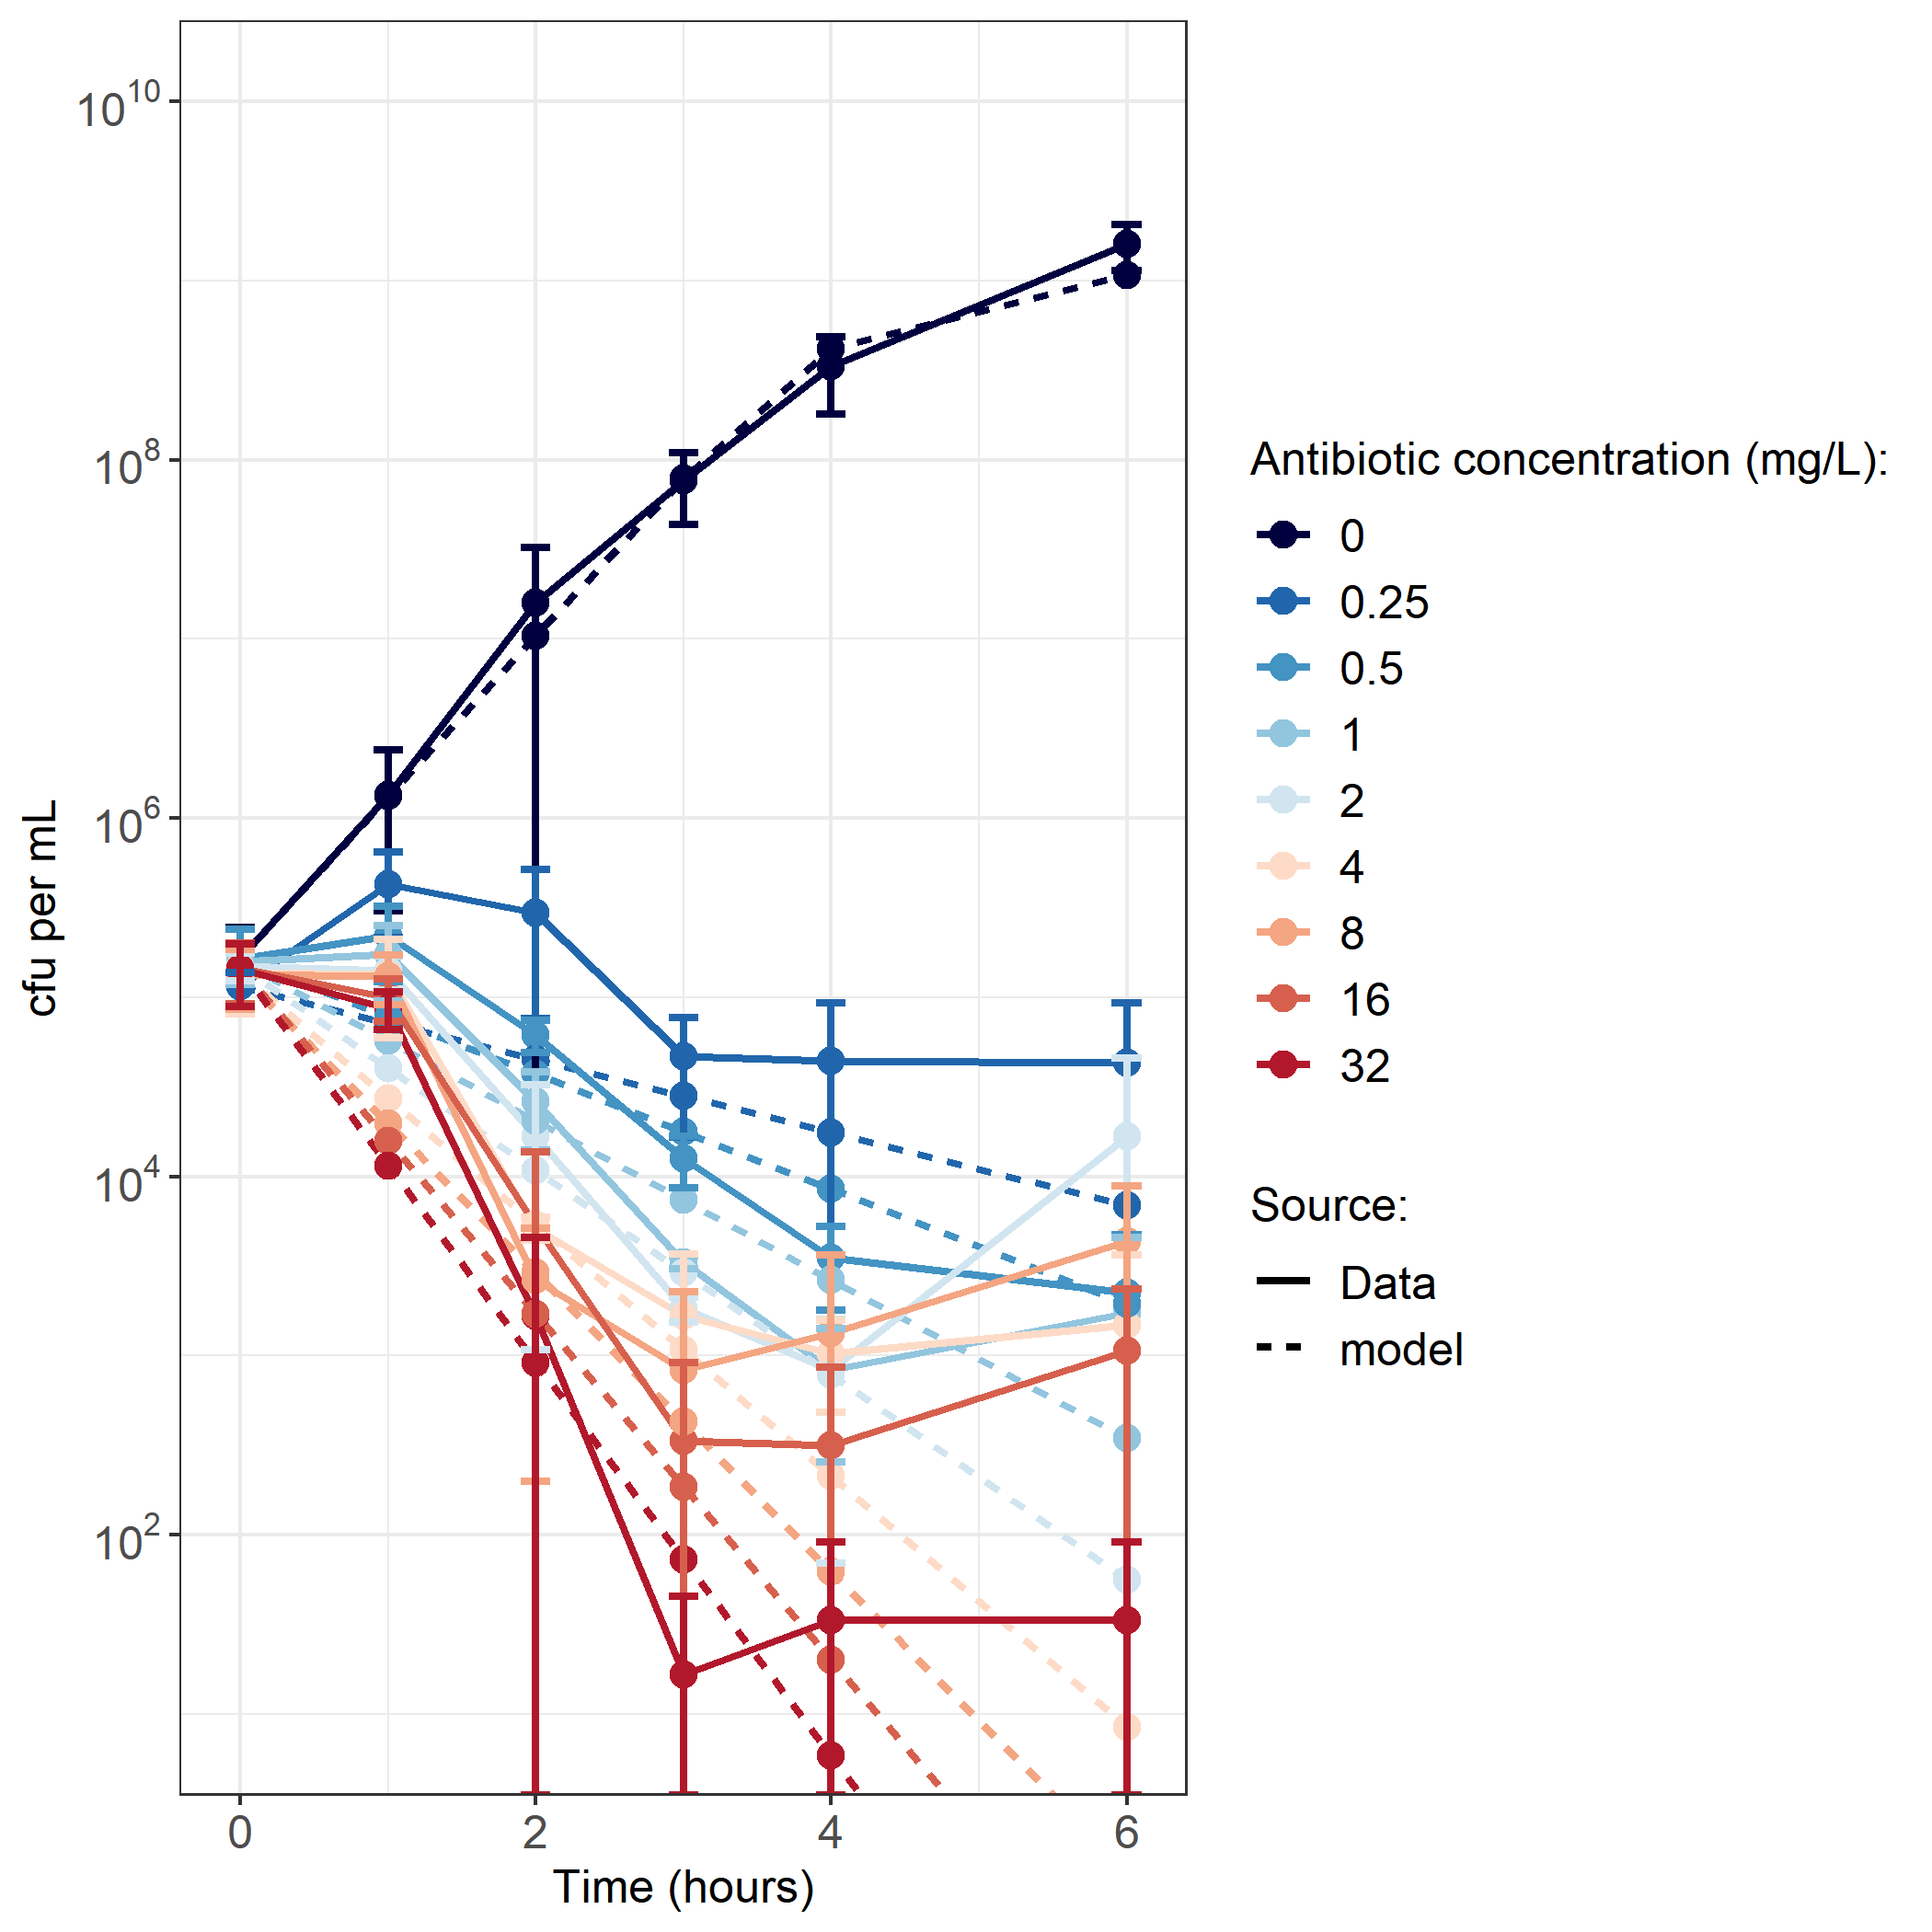 10^10
10^8
10^6
10^4
10^2
cfu per mL
0 2 4 6
Time (hours)
Antibiotic concentration (mg/L):
0
0.25
0.5
1
2
4
8
16
32
Source:
Data
model